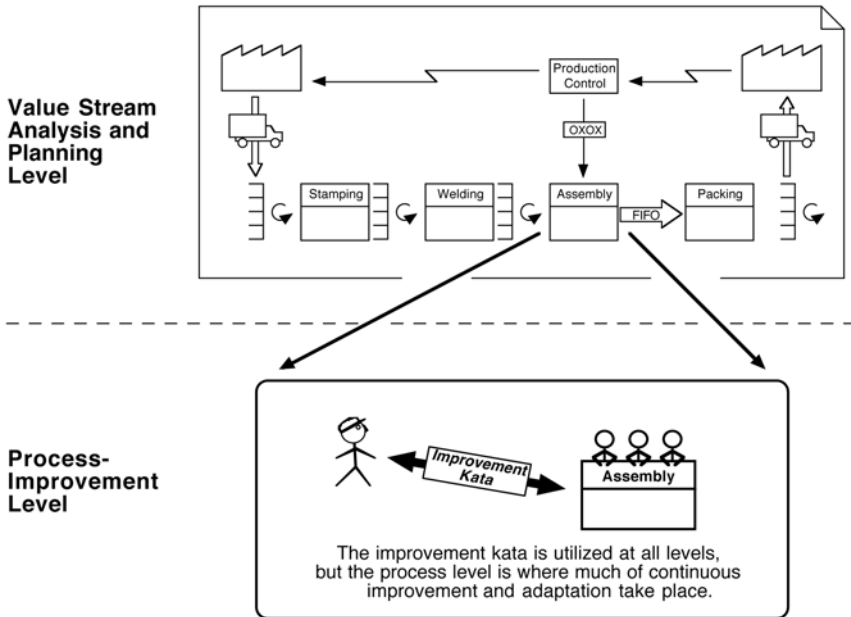 Value Stream
Analysis and
Planning
Level
Production
Control
OXOX
Stamping
Welding
Assembly
FIFO
Packing
Process-
Improvement
Level
Improvement
Kata
Assembly
The improvement kata is utilized at all levels,
but the process level is where much of continuous
improvement and adaptation take place.